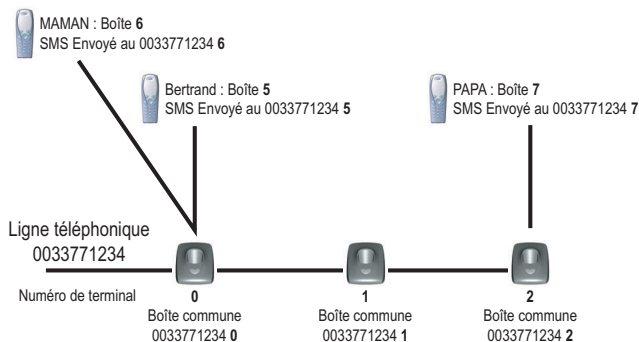 MAMAN : Boîte 6
SMS Envoyé au 0033771234 6
Bertrand : Boîte 5
SMS Envoyé au 0033771234 5
PAPA : Boîte 7
SMS Envoyé au 0033771234 7
Ligne téléphonique
0033771234
Numéro de terminal
0
Boîte commune
0033771234 0
1
Boîte commune
0033771234 1
2
Boîte commune
0033771234 2